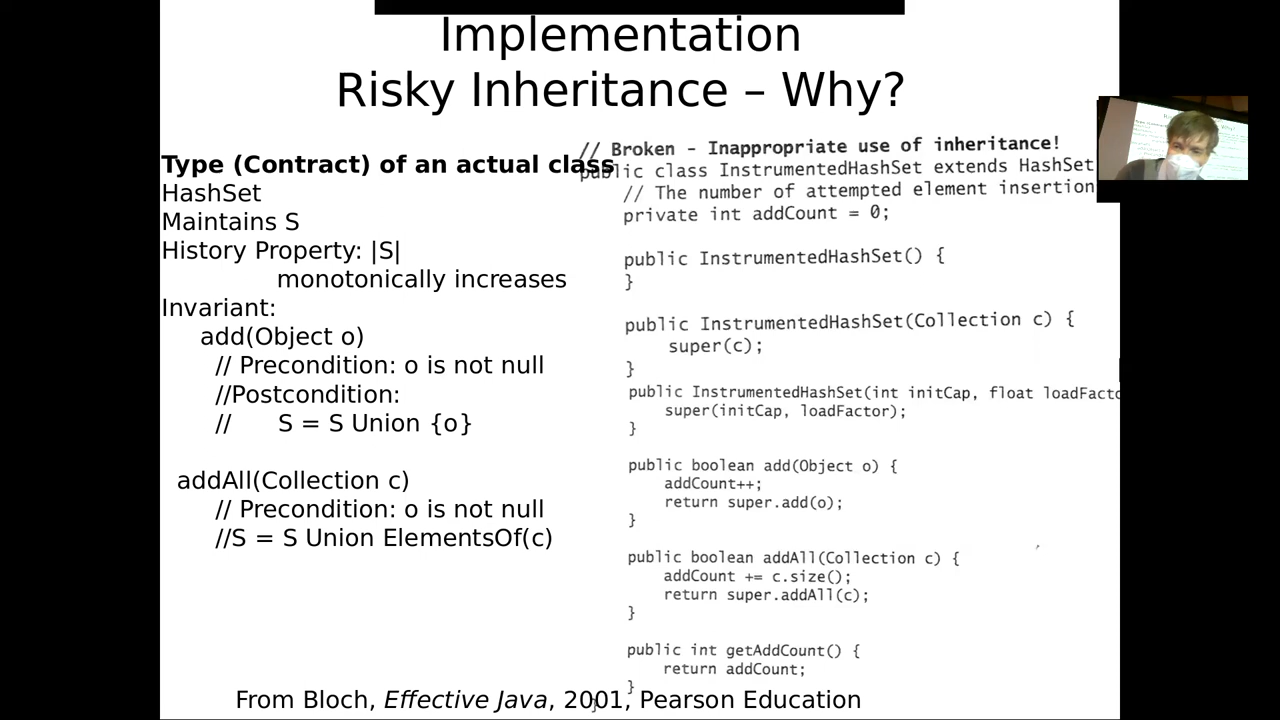 Implementation
Risky Inheritance – Why?
Type (Contract) of an actual class
HashSet
Maintains S
History Property: |S|
monotonically increases
Invariant:
add(Object o)
// Precondition: o is not null
//Postcondition:
// S = S Union {o}
addAll(Collection c)
// Precondition: o is not null
//S = S Union ElementsOf(c)
// Broken - Inappropriate use of inheritance!
public class InstrumentedHashSet extends HashSet
// The number of attempted element insertion
private int addCount = 0;
public InstrumentedHashSet() {
}
public InstrumentedHashSet(Collection c) {
super(c);
}
public InstrumentedHashSet(int initCap, float loadFacto
super(initCap, loadFactor);
}
public boolean add(Object o) {
addCount++;
return super.add(o);
}
public boolean addAll(Collection c) {
addCount += c.size();
return super.addAll(c);
}
public int getAddCount() {
return addCount;
}
}
From Bloch, Effective Java, 2001, Pearson Education